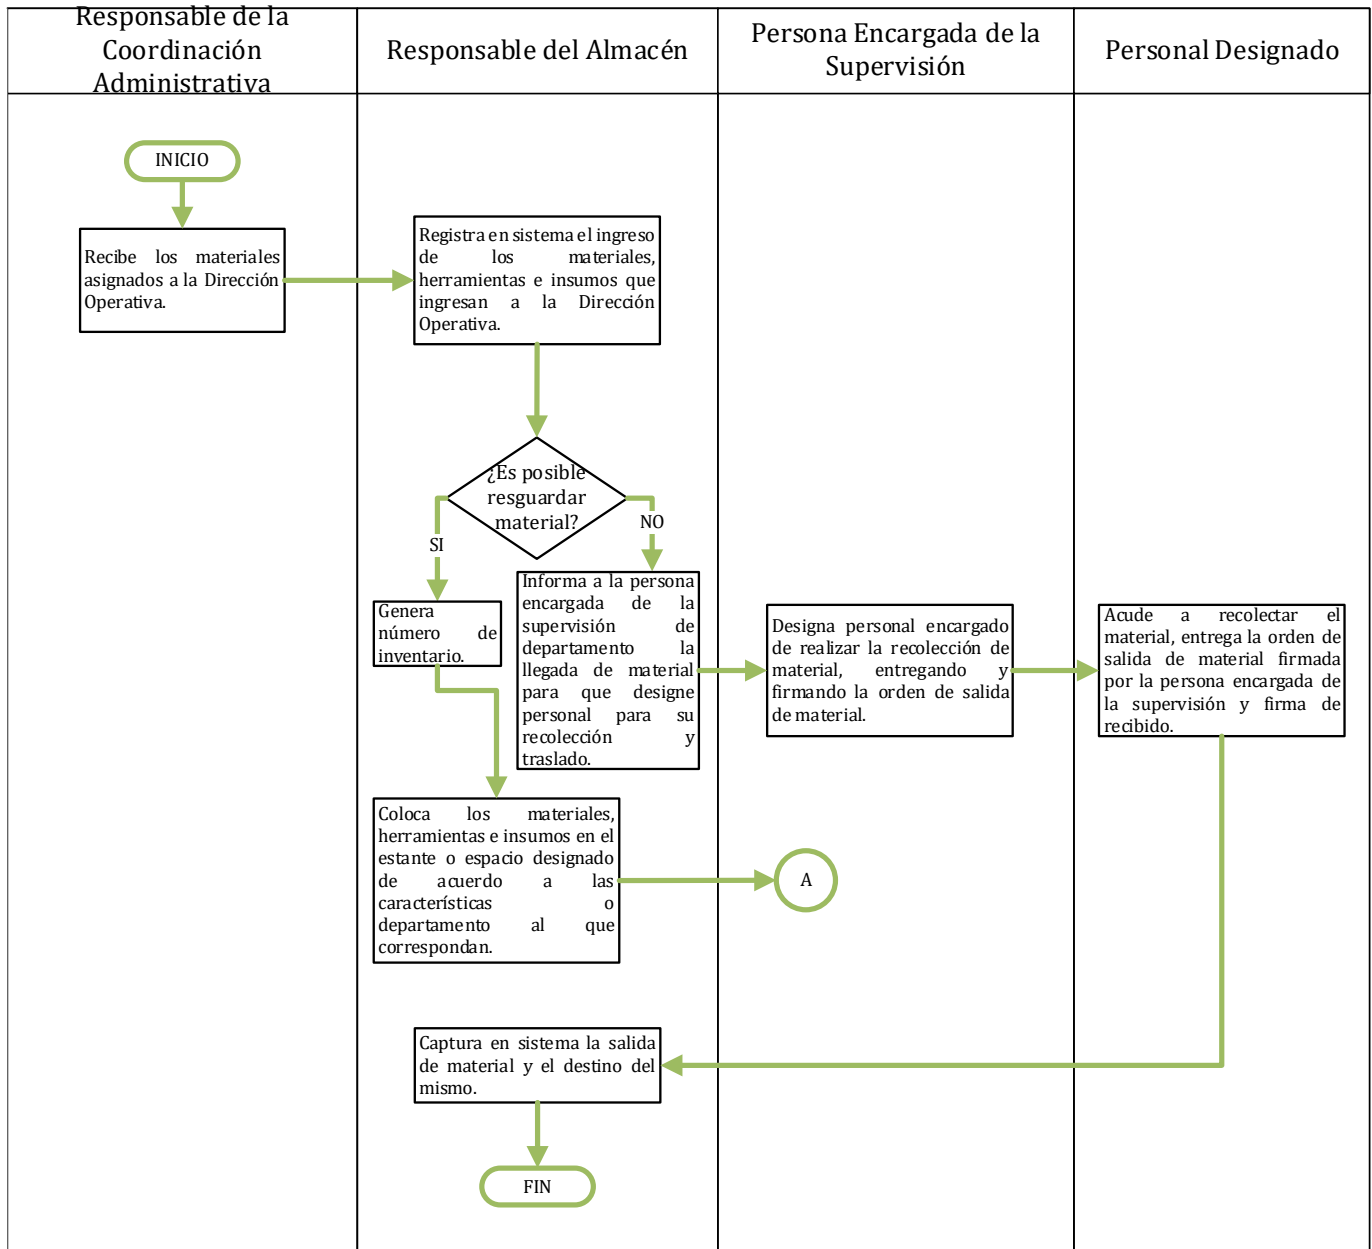 Responsable de la
Coordinación
Administrativa
Responsable del Almacén
Persona Encargada de la
Supervisión
Personal Designado
INICIO
Recibe los materiales
asignados a la Dirección
Operativa.
Registra en sistema el ingreso
de los materiales,
herramientas e insumos que
ingresan a la Dirección
Operativa.
¿Es posible
resguardar
material?
SI
NO
Genera
número de
inventario.
Informa a la persona
encargada de la
supervisión de
departamento la
llegada de material
para que designe
personal para su
recolección y
traslado.
Designa personal encargado
de realizar la recolección de
material, entregando y
firmando la orden de salida
de material.
Acude a recolectar el
material, entrega la orden de
salida de material firmada
por la persona encargada de
la supervisión y firma de
recibido.
Coloca los materiales,
herramientas e insumos en el
estante o espacio designado
de acuerdo a las
características o
departamento al que
correspondan.
A
Captura en sistema la salida
de material y el destino del
mismo.
FIN